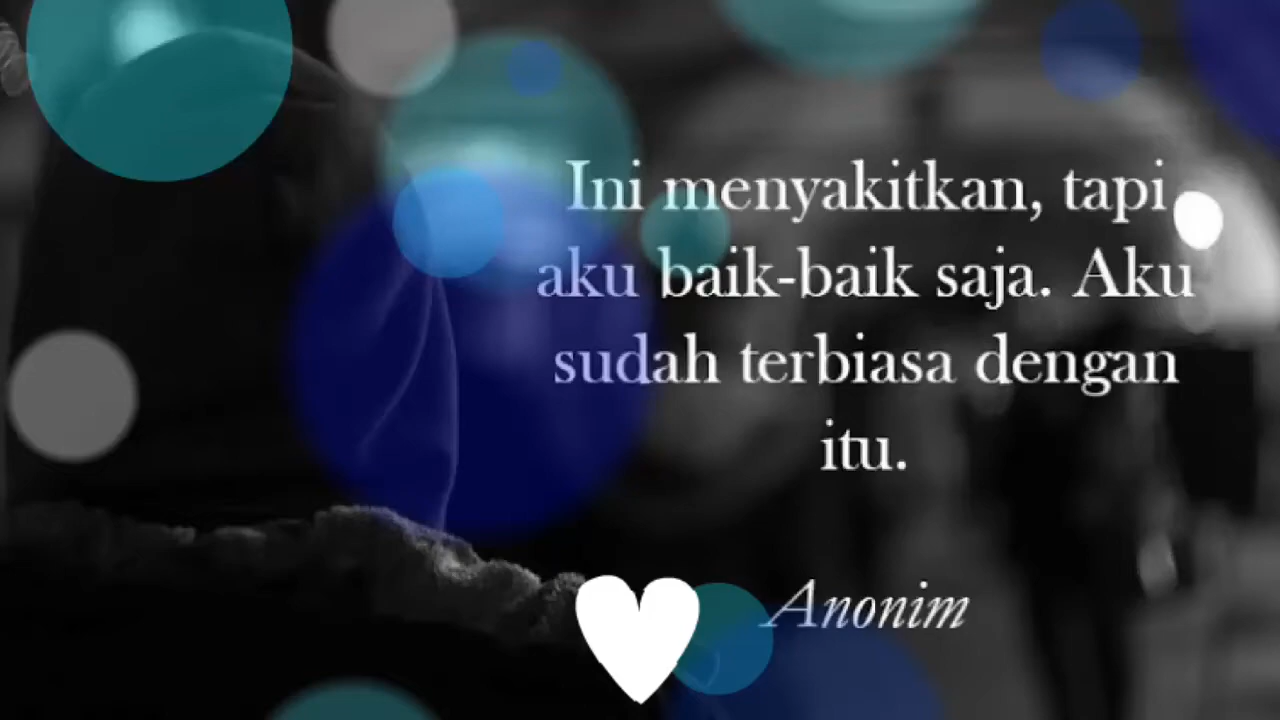 Ini menyakitkan, tapi
aku baik-baik saja. Aku
sudah terbiasa dengan
itu.
Anonim